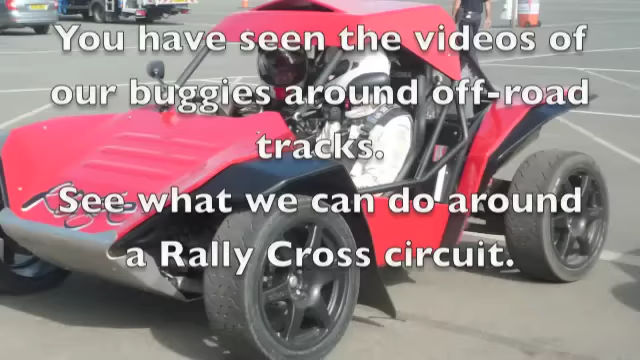 You have seen the videos of
our buggies around off-road
tracks.
See what we can do around
a Rally Cross circuit.